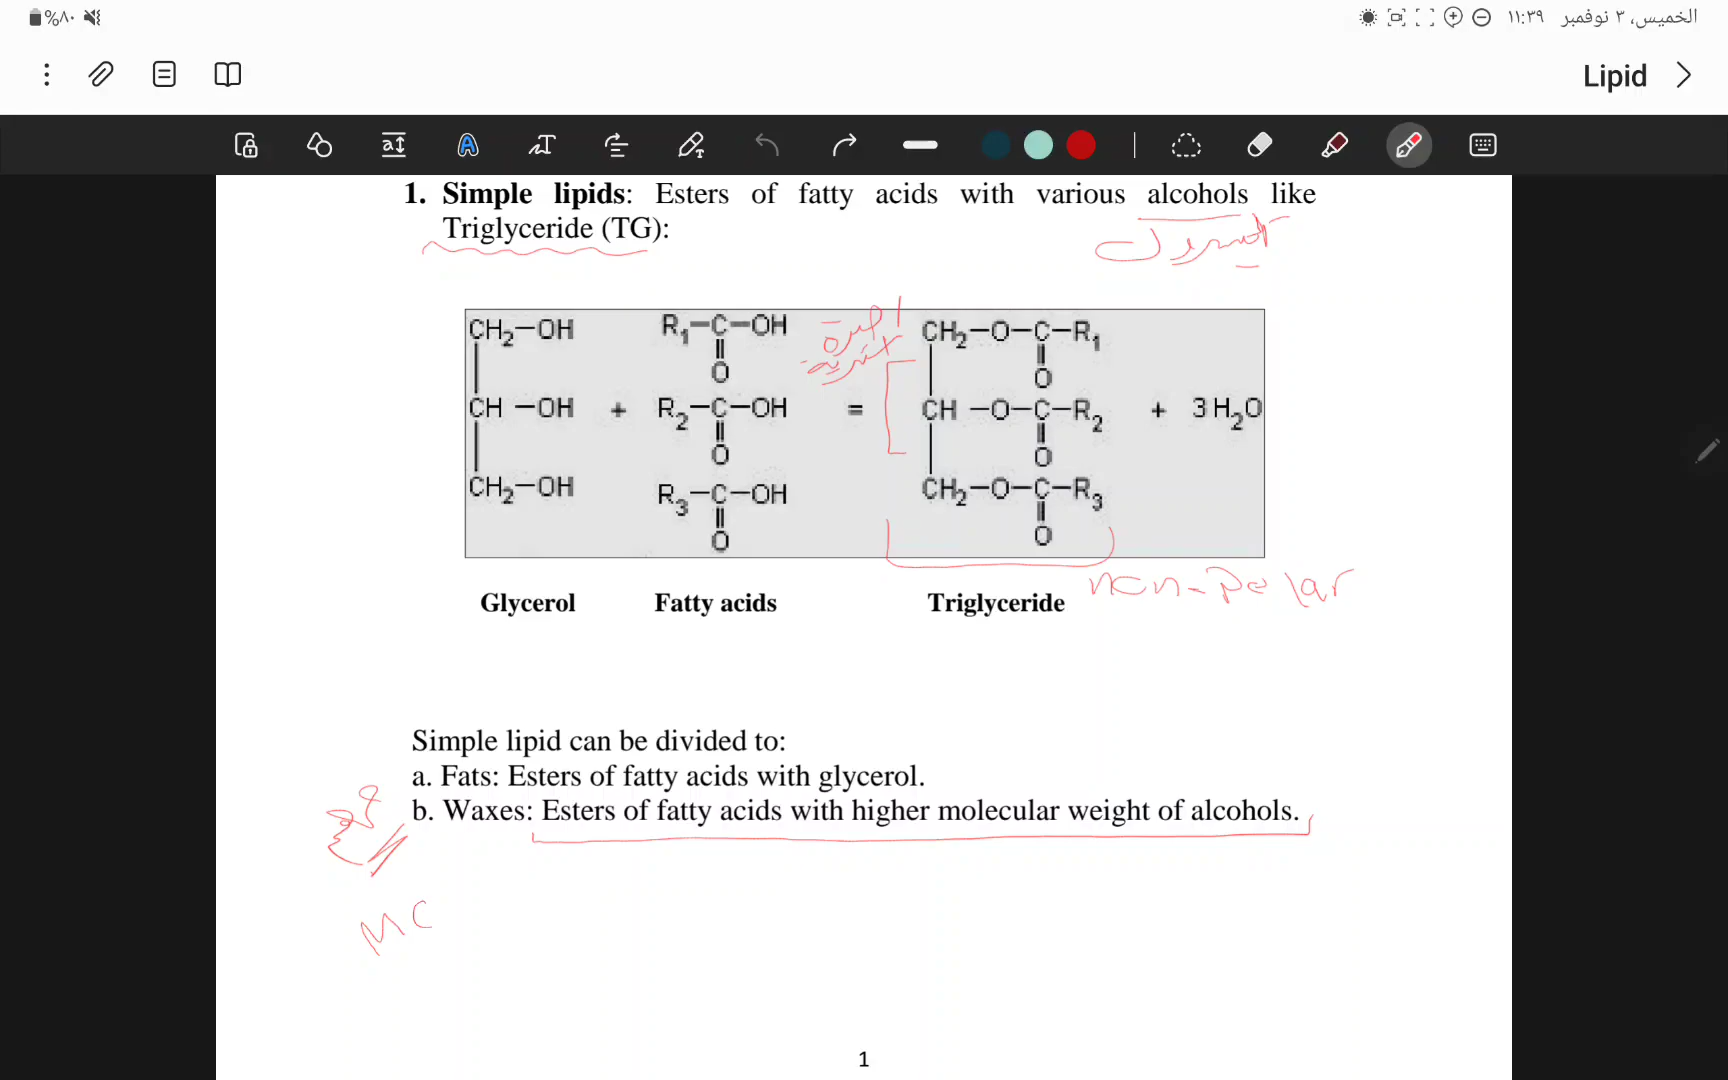 %٨٠
الخميس، ٣ نوفمبر ١١:٣٩
Lipid
1. Simple lipids: Esters of fatty acids with various alcohols like
Triglyceride (TG):
CH2-OH R1-C-OH CH2-O-C-R1
O O
CH-OH + R2-C-OH = CH-O-C-R2 + 3H2O
O O
CH2-OH R3-C-OH CH2-O-C-R3
O O
non-polar
Glycerol Fatty acids Triglyceride
Simple lipid can be divided to:
a. Fats: Esters of fatty acids with glycerol.
b. Waxes: Esters of fatty acids with higher molecular weight of alcohols.
MC
1